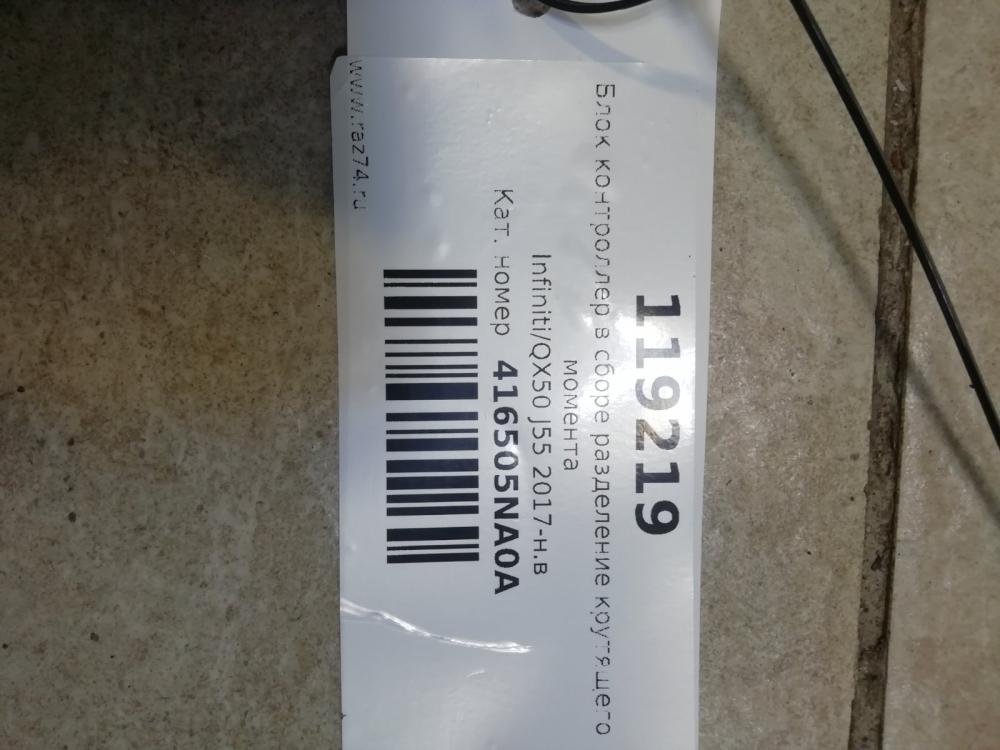 119219
Блок контроллер в сборе разделение крутящего
момента
Infiniti/QX50 J55 2017-н.в
Кат. номер 416505NA0A
www.raz74.ru